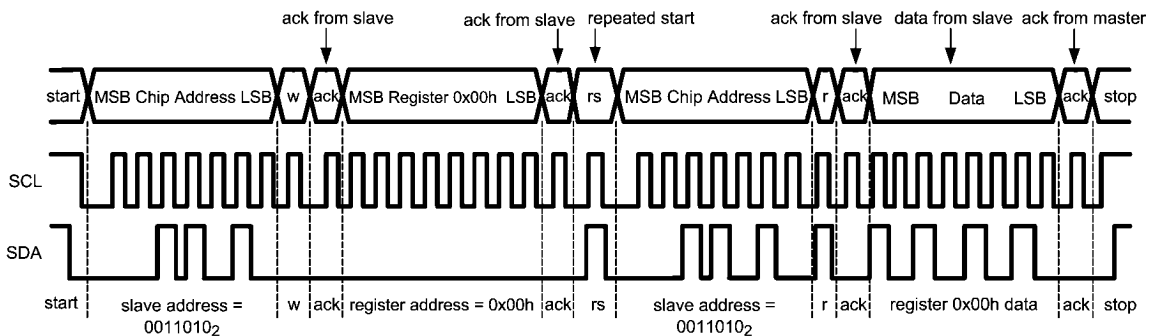 ack from slave ack from slave repeated start ack from slave data from slave ack from master
start MSB Chip Address LSB w ack MSB Register 0x00h LSB ack rs MSB Chip Address LSB r ack MSB Data LSB ack stop
SCL
SDA
start slave address = w ack register address = 0x00h ack rs slave address = r ack register 0x00h data ack stop
0011010₂ 0011010₂